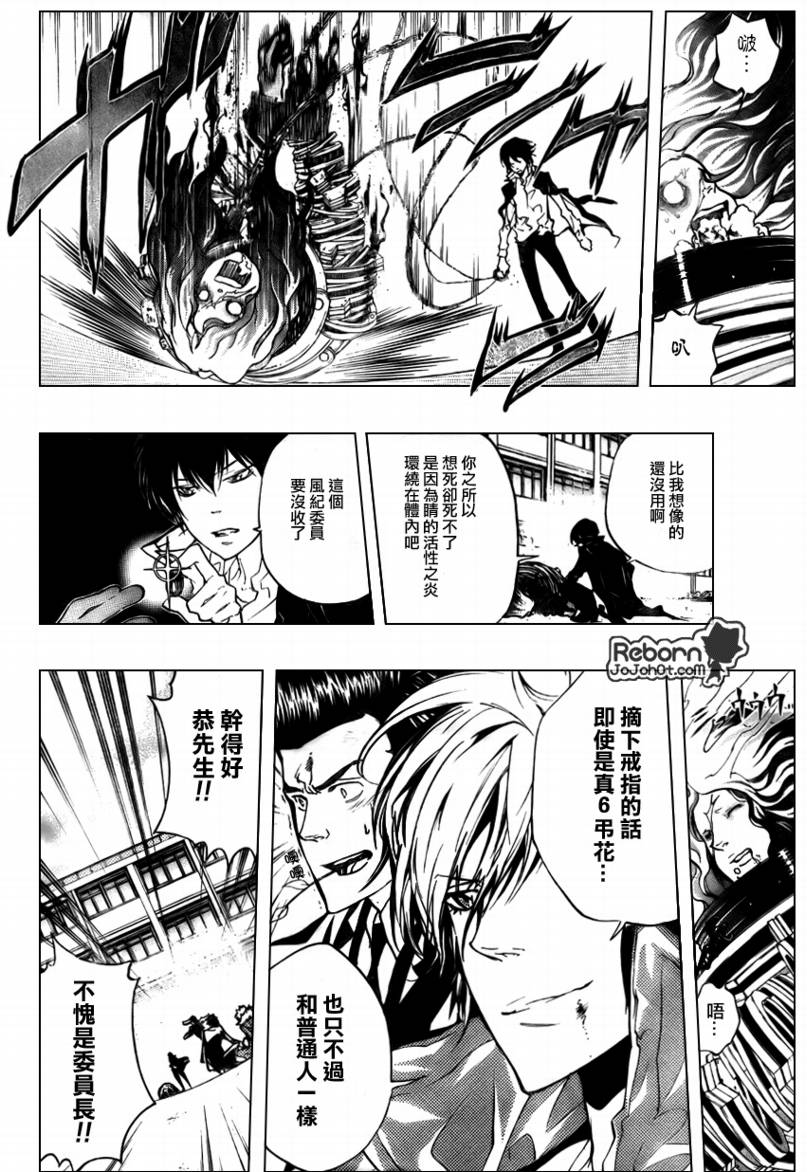 啵…
叭
比我想像的
還沒用啊
你之所以
想死卻死不了
是因為晴的活性之炎
環繞在體內吧
這個
風紀委員
要沒收了
Reborn
JoJoHOt.com
唔…
摘下戒指的話
即使是真6弔花…
噢
噢
也只不過
和普通人一樣
幹得好
恭先生!!
不愧是委員長!!